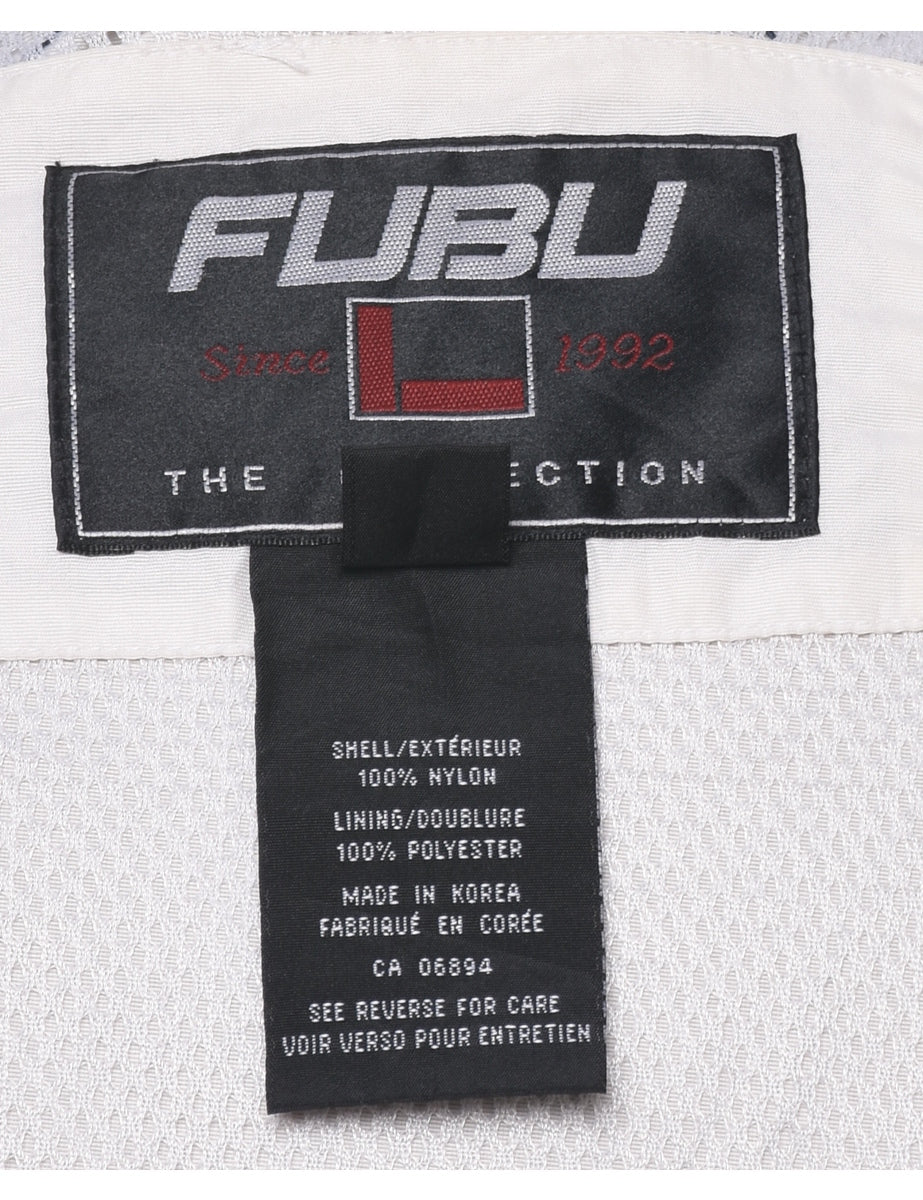 FUBU
Since 1992
THE ECTION
SHELL/EXTÉRIEUR
100% NYLON
LINING/DOUBLURE
100% POLYESTER
MADE IN KOREA
FABRIQUÉ EN CORÉE
CA 06894
SEE REVERSE FOR CARE
VOIR VERSO POUR ENTRETIEN